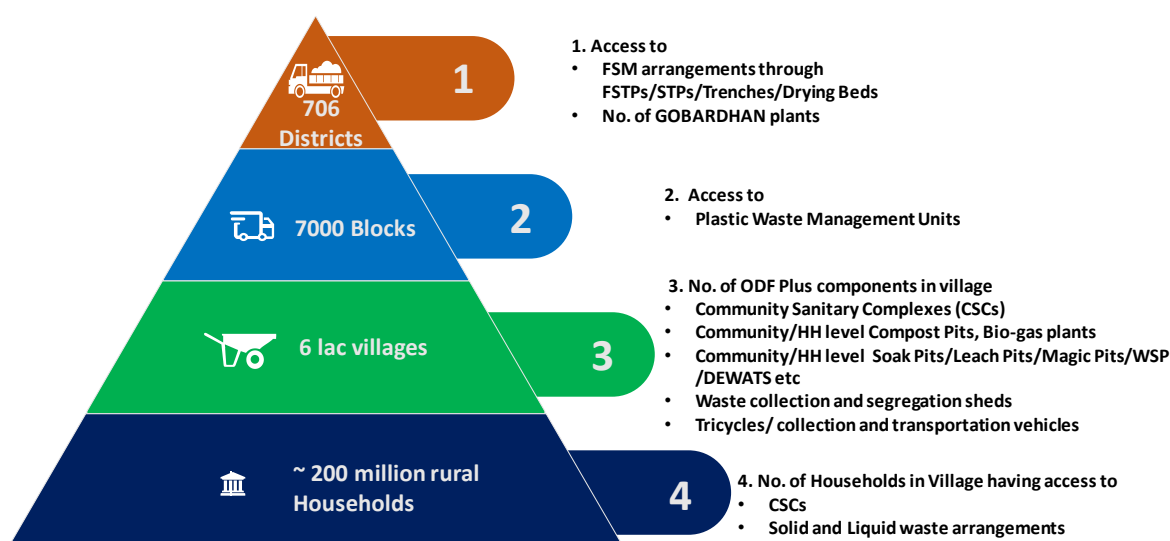 706
Districts
1
1. Access to
• FSM arrangements through
FSTPs/STPs/Trenches/Drying Beds
• No. of GOBARDHAN plants
7000 Blocks
2
2. Access to
• Plastic Waste Management Units
6 lac villages
3
3. No. of ODF Plus components in village
• Community Sanitary Complexes (CSCs)
• Community/HH level Compost Pits, Bio-gas plants
• Community/HH level Soak Pits/Leach Pits/Magic Pits/WSP
/DEWATS etc
• Waste collection and segregation sheds
• Tricycles/ collection and transportation vehicles
~ 200 million rural
Households
4
4. No. of Households in Village having access to
• CSCs
• Solid and Liquid waste arrangements